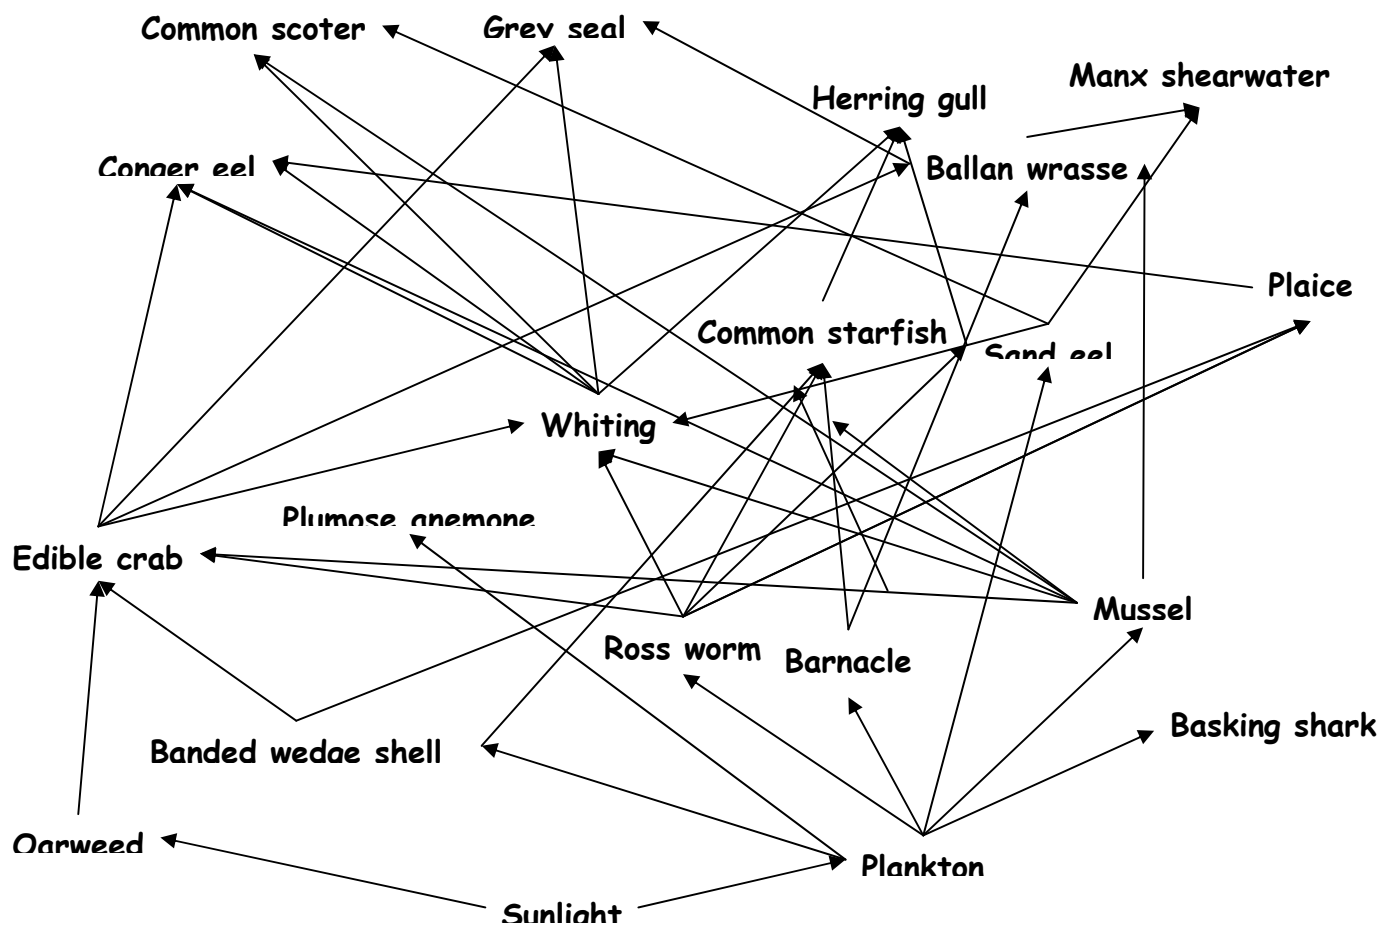 Common scoter
Grey seal
Manx shearwater
Herring gull
Conger eel
Ballan wrasse
Plaice
Common starfish
Sand eel
Whiting
Plumose anemone
Edible crab
Mussel
Ross worm
Barnacle
Basking shark
Banded wedge shell
Oarweed
Plankton
Sunlight